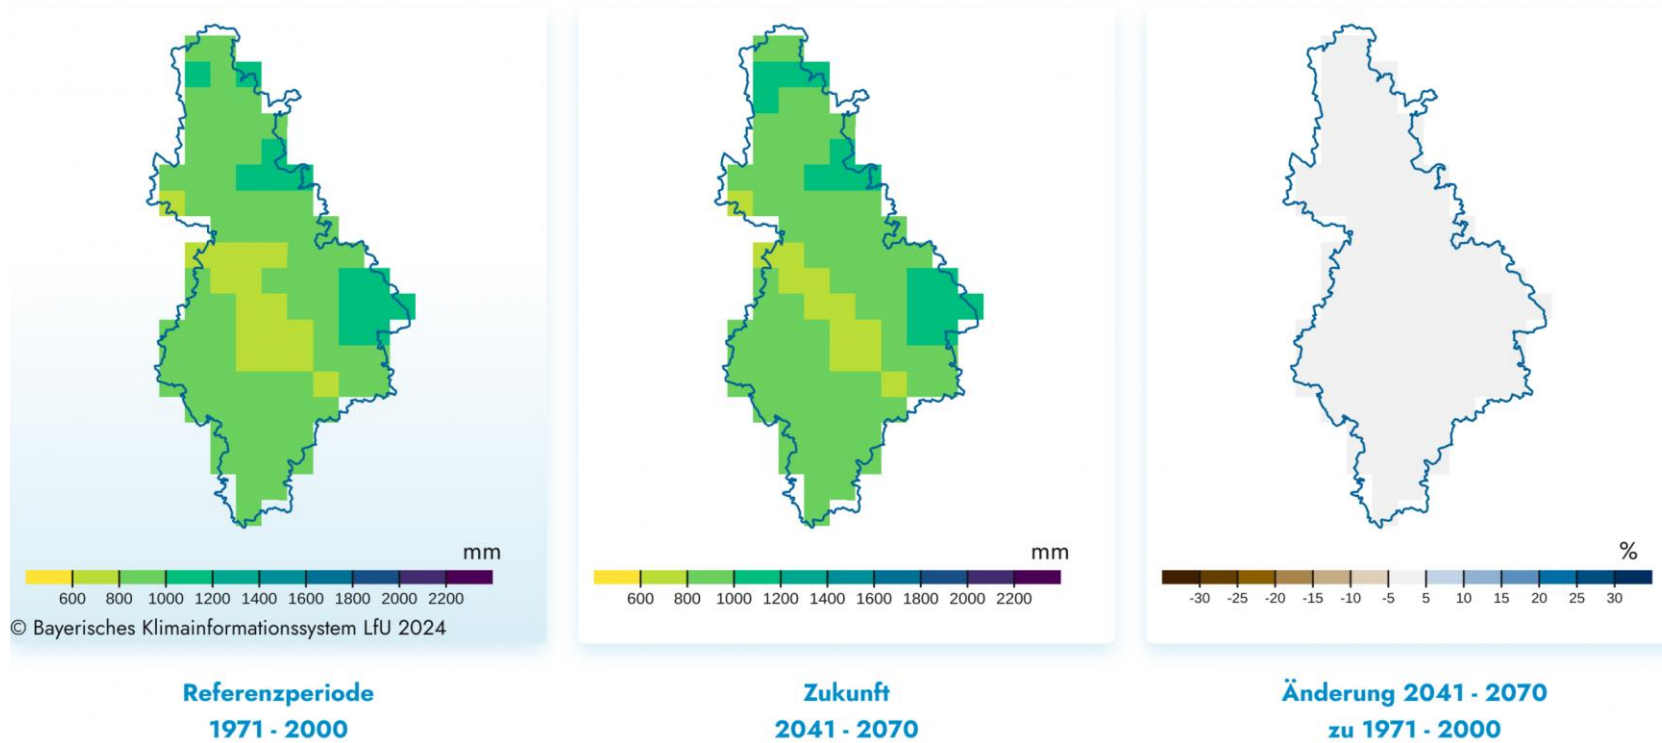 mm
600 800 1000 1200 1400 1600 1800 2000 2200
© Bayerisches Klimainformationssystem LfU 2024
Referenzperiode
1971 - 2000
mm
600 800 1000 1200 1400 1600 1800 2000 2200
Zukunft
2041 - 2070
%
-30 -25 -20 -15 -10 -5 5 10 15 20 25 30
Änderung 2041 - 2070
zu 1971 - 2000